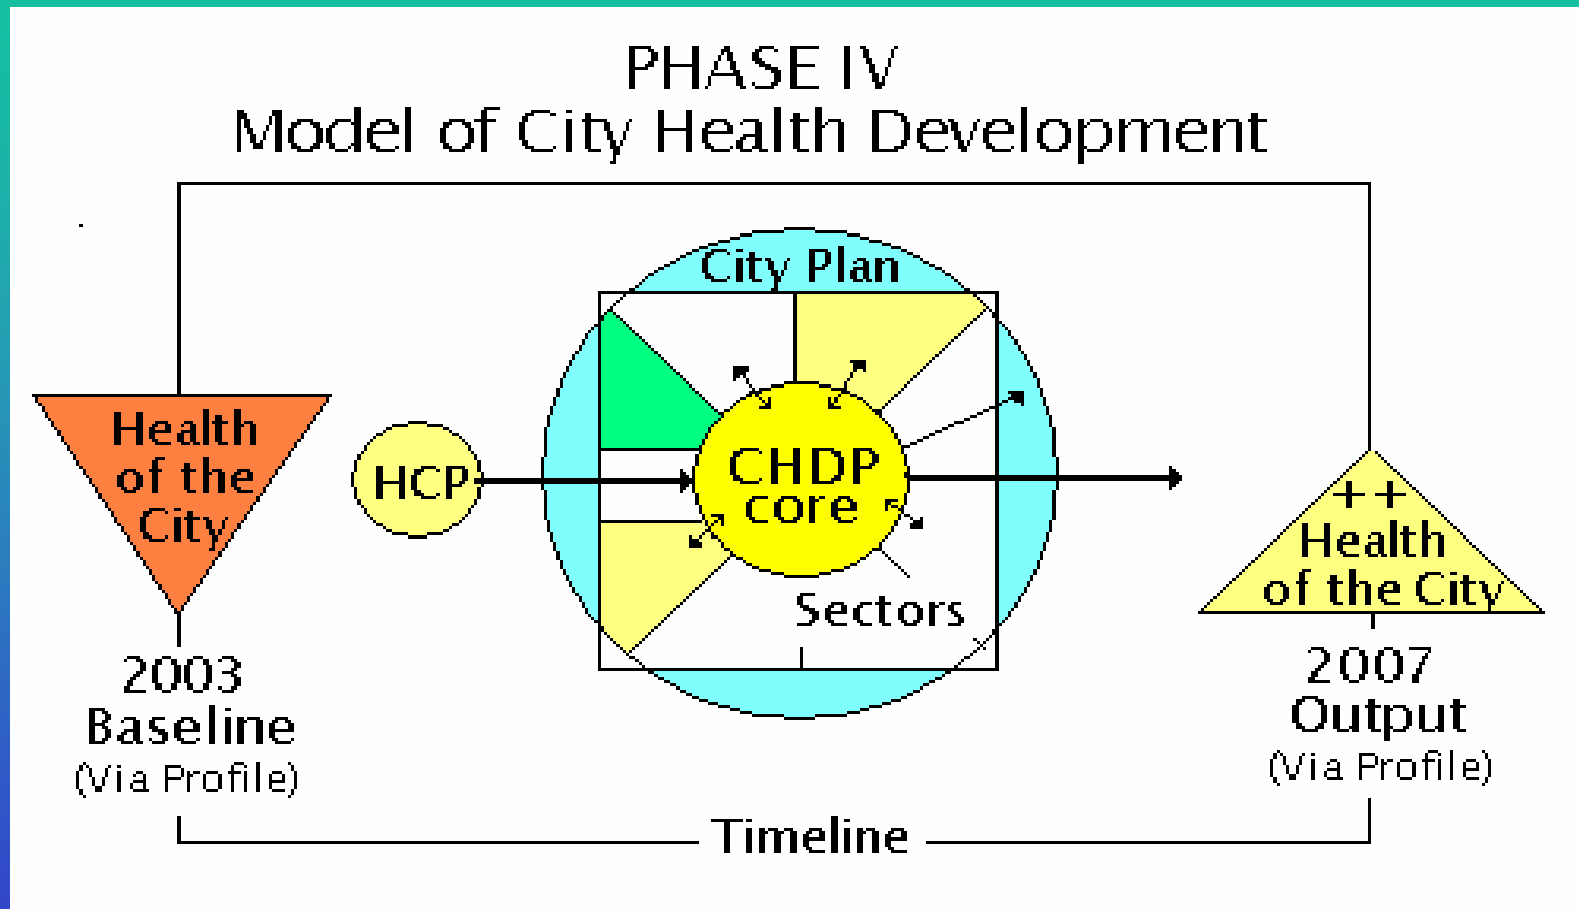 PHASE IV
Model of City Health Development
City Plan
Health
of the
City
HCP
CHDP
core
Sectors
++
Health
of the City
2003
Baseline
(Via Profile)
2007
Output
(Via Profile)
Timeline